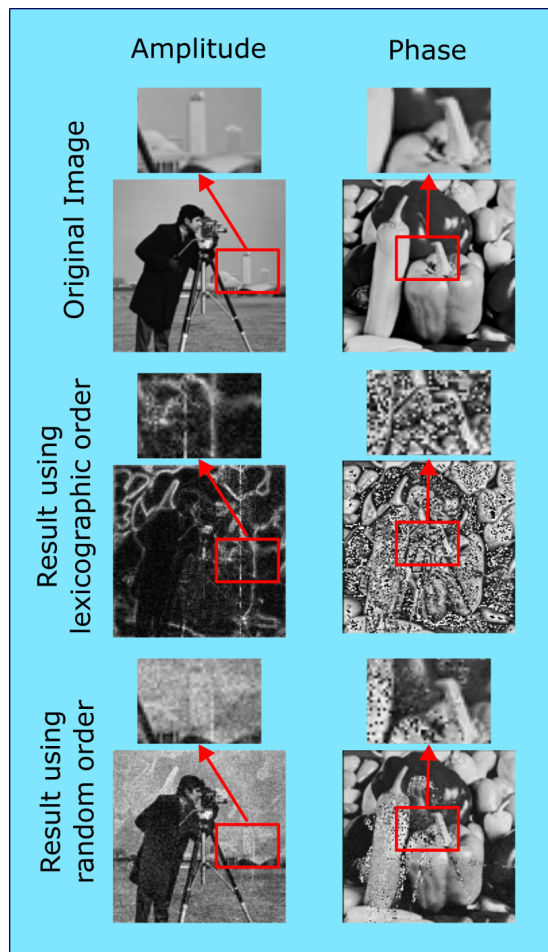 Amplitude
Phase
Original Image
Result using
lexicographic order
Result using
random order